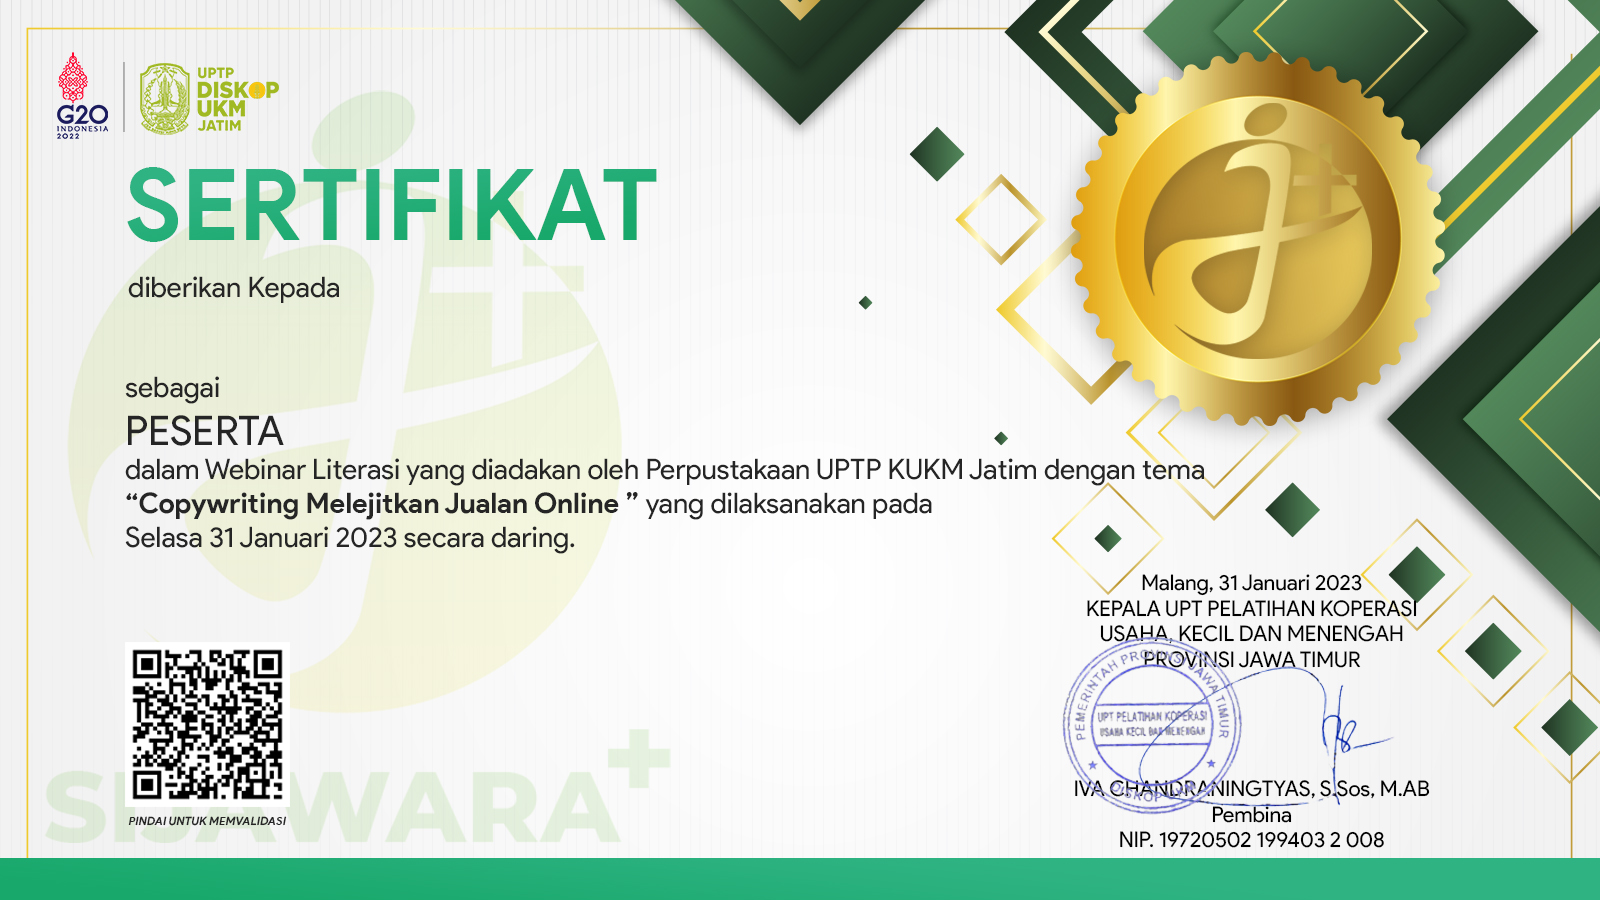 G20
INDONESIA
2022
UPTP
DISKOP
UKM
JATIM
SERTIFIKAT
diberikan Kepada
sebagai
PESERTA
dalam Webinar Literasi yang diadakan oleh Perpustakaan UPTP KUKM Jatim dengan tema
“Copywriting Melejitkan Jualan Online ” yang dilaksanakan pada
Selasa 31 Januari 2023 secara daring.
Malang, 31 Januari 2023
KEPALA UPT PELATIHAN KOPERASI
USAHA, KECIL DAN MENENGAH
PROVINSI JAWA TIMUR
PEMERINTAH PROVINSI JAWA TIMUR
UPT PELATIHAN KOPERASI
USAHA KECIL DAN MENENGAH
DISKOP
IVA CHANDRANINGTYAS, S.Sos, M.AB
Pembina
NIP. 19720502 199403 2 008
SIJAWARA+
PINDAI UNTUK MEMVALIDASI